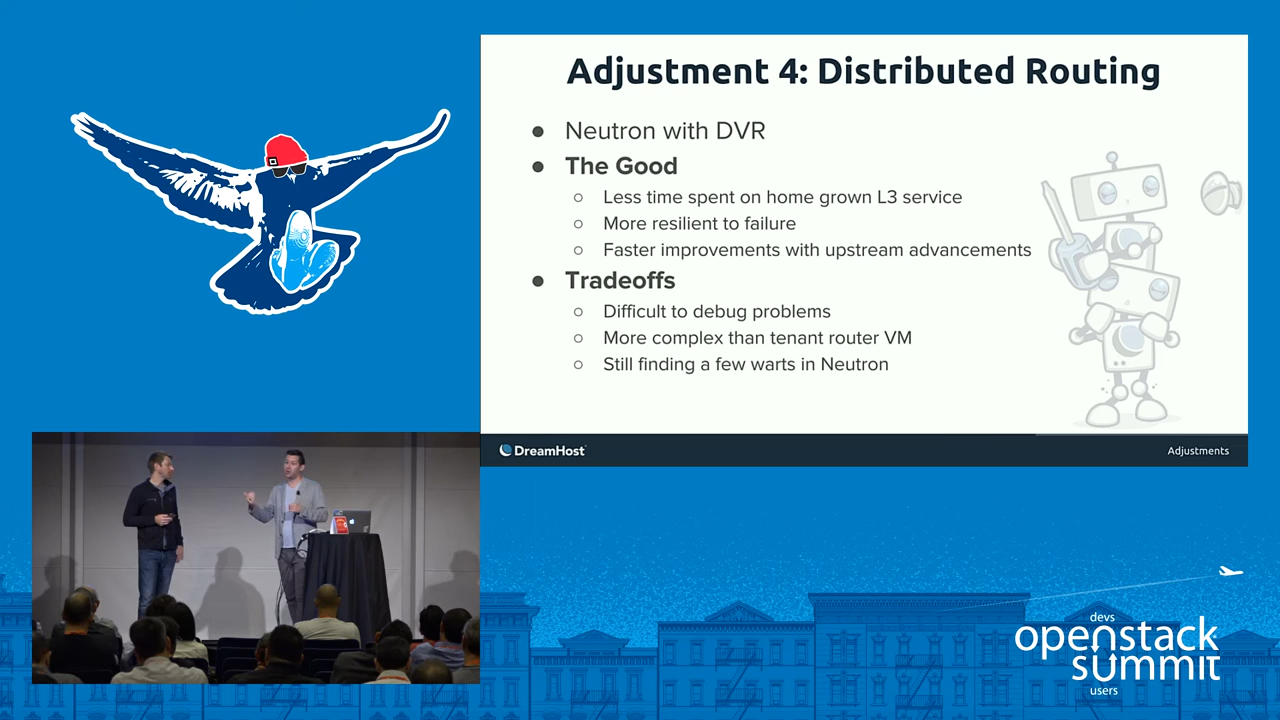 Adjustment 4: Distributed Routing
● Neutron with DVR
● The Good
○ Less time spent on home grown L3 service
○ More resilient to failure
○ Faster improvements with upstream advancements
● Tradeoffs
○ Difficult to debug problems
○ More complex than tenant router VM
○ Still finding a few warts in Neutron
DreamHost
Adjustments
devs
openstack
summit
users